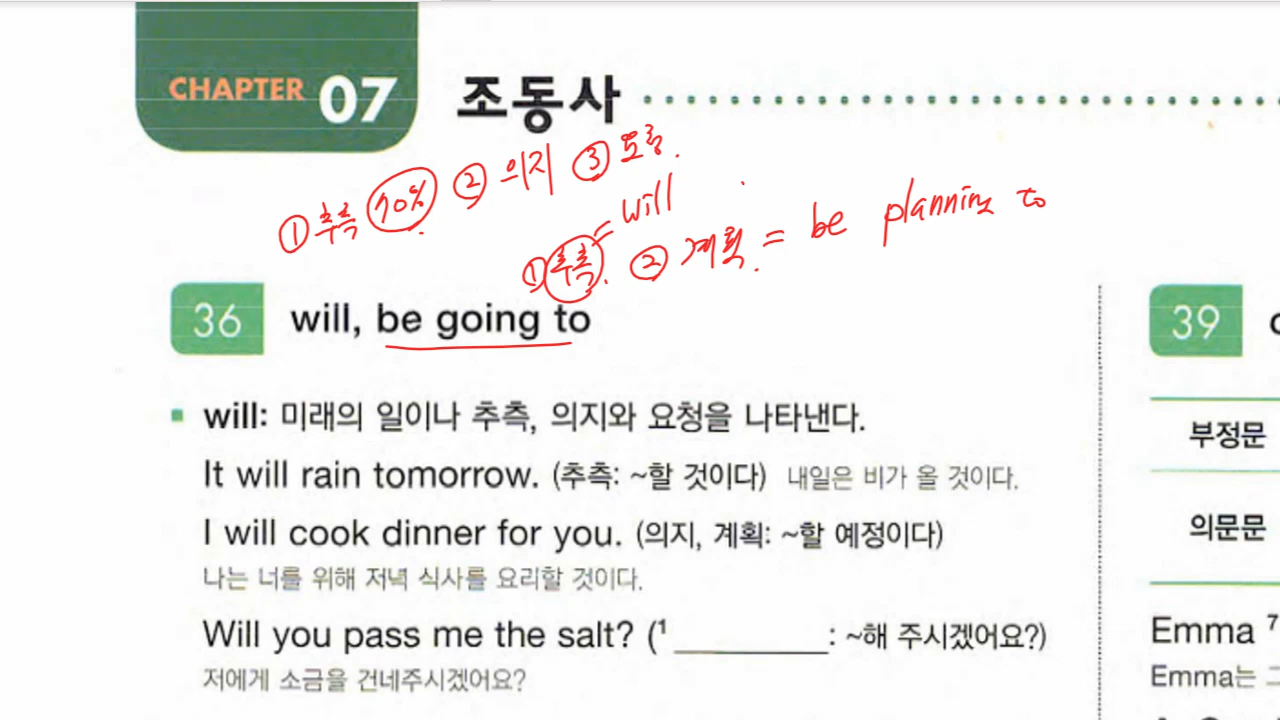 CHAPTER 07 조동사
① 추측 90% ② 의지 ③ 요청.
① 추측. = will ② 계획. = be planning to
36 will, be going to
will: 미래의 일이나 추측, 의지와 요청을 나타낸다.
It will rain tomorrow. (추측: ~할 것이다) 내일은 비가 올 것이다.
I will cook dinner for you. (의지, 계획: ~할 예정이다)
나는 너를 위해 저녁 식사를 요리할 것이다.
Will you pass me the salt? (1 ________: ~해 주시겠어요?)
저에게 소금을 건네주시겠어요?
39
부정문
의문문
Emma 7
Emma는